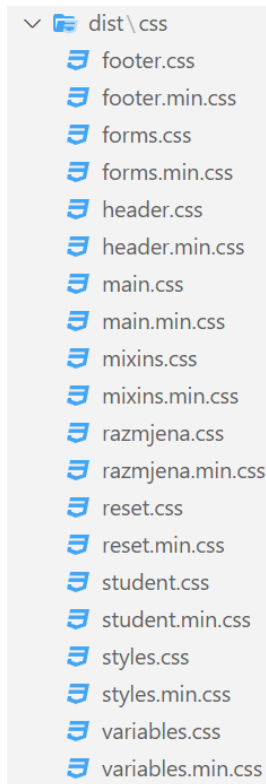 dist\css
footer.css
footer.min.css
forms.css
forms.min.css
header.css
header.min.css
main.css
main.min.css
mixins.css
mixins.min.css
razmjena.css
razmjena.min.css
reset.css
reset.min.css
student.css
student.min.css
styles.css
styles.min.css
variables.css
variables.min.css